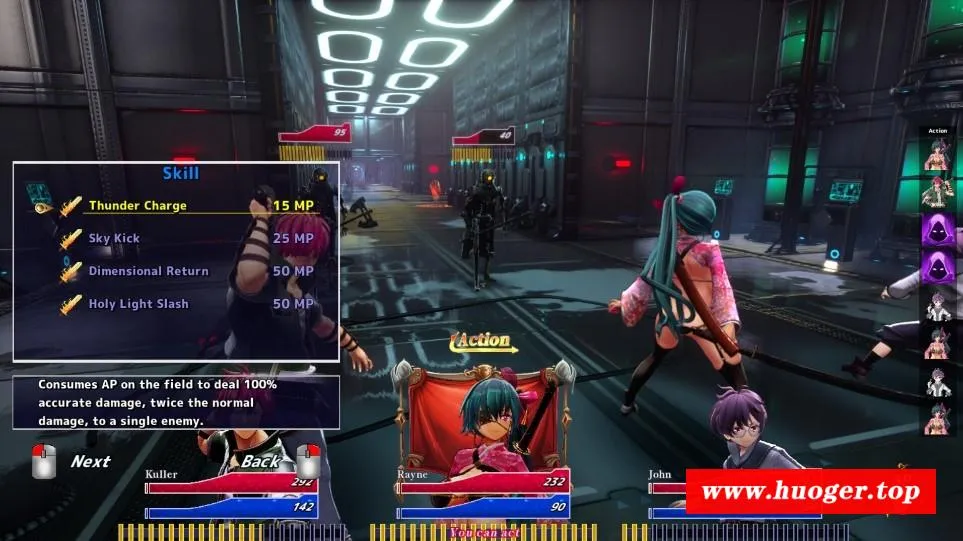 95
40
Action
Skill
Thunder Charge 15 MP
Sky Kick 25 MP
Dimensional Return 50 MP
Holy Light Slash 50 MP
Action
Consumes AP on the field to deal 100%
accurate damage, twice the normal
damage, to a single enemy.
Next
Back
Kuller
292
142
Rayne
232
90
John
www.huoger.top
You can act